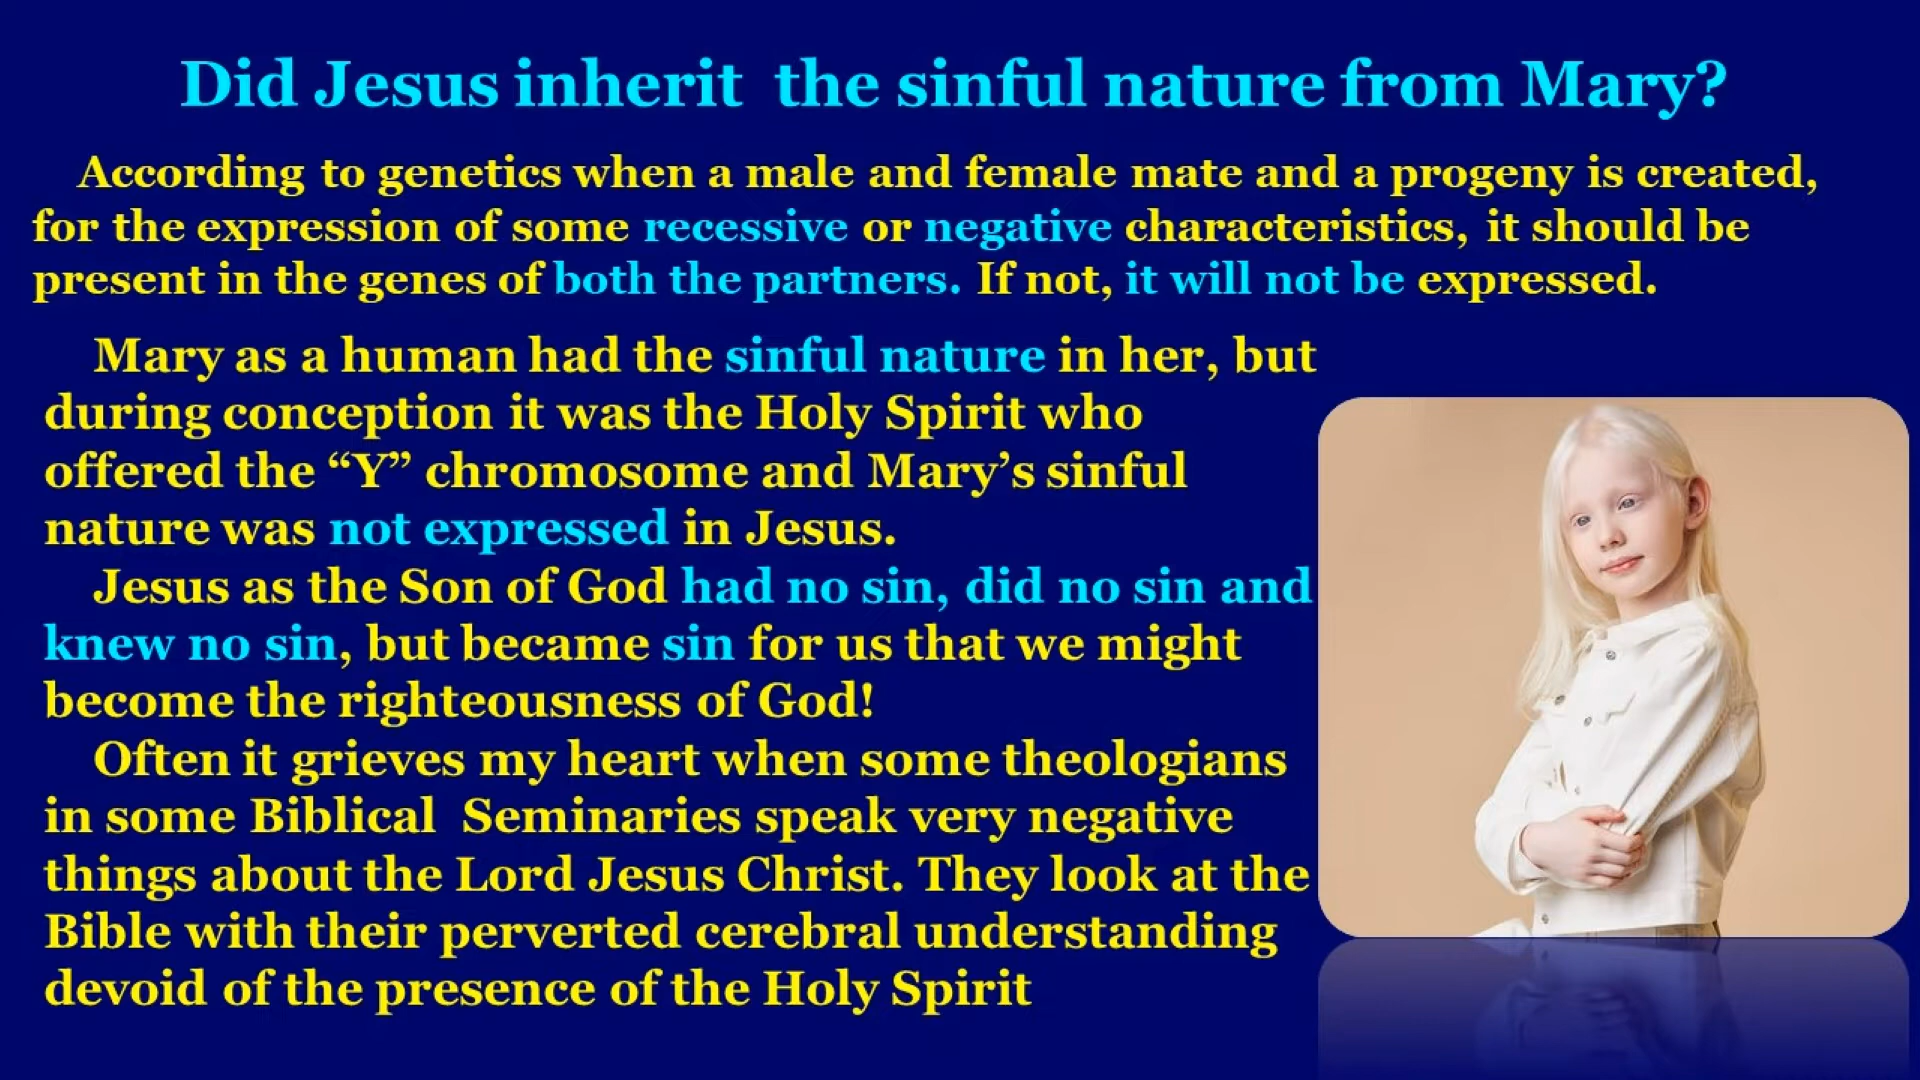 Did Jesus inherit the sinful nature from Mary?
According to genetics when a male and female mate and a progeny is created,
for the expression of some recessive or negative characteristics, it should be
present in the genes of both the partners. If not, it will not be expressed.
Mary as a human had the sinful nature in her, but
during conception it was the Holy Spirit who
offered the “Y” chromosome and Mary’s sinful
nature was not expressed in Jesus.
Jesus as the Son of God had no sin, did no sin and
knew no sin, but became sin for us that we might
become the righteousness of God!
Often it grieves my heart when some theologians
in some Biblical Seminaries speak very negative
things about the Lord Jesus Christ. They look at the
Bible with their perverted cerebral understanding
devoid of the presence of the Holy Spirit